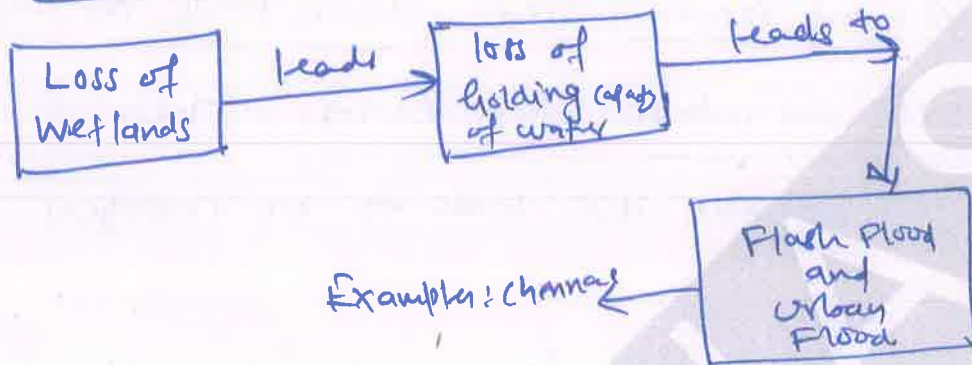 Loss of
Wetlands
leads
loss of
holding (capacity)
of water
leads to
Flash Flood
and
Urban
Flood
Example: Chennai